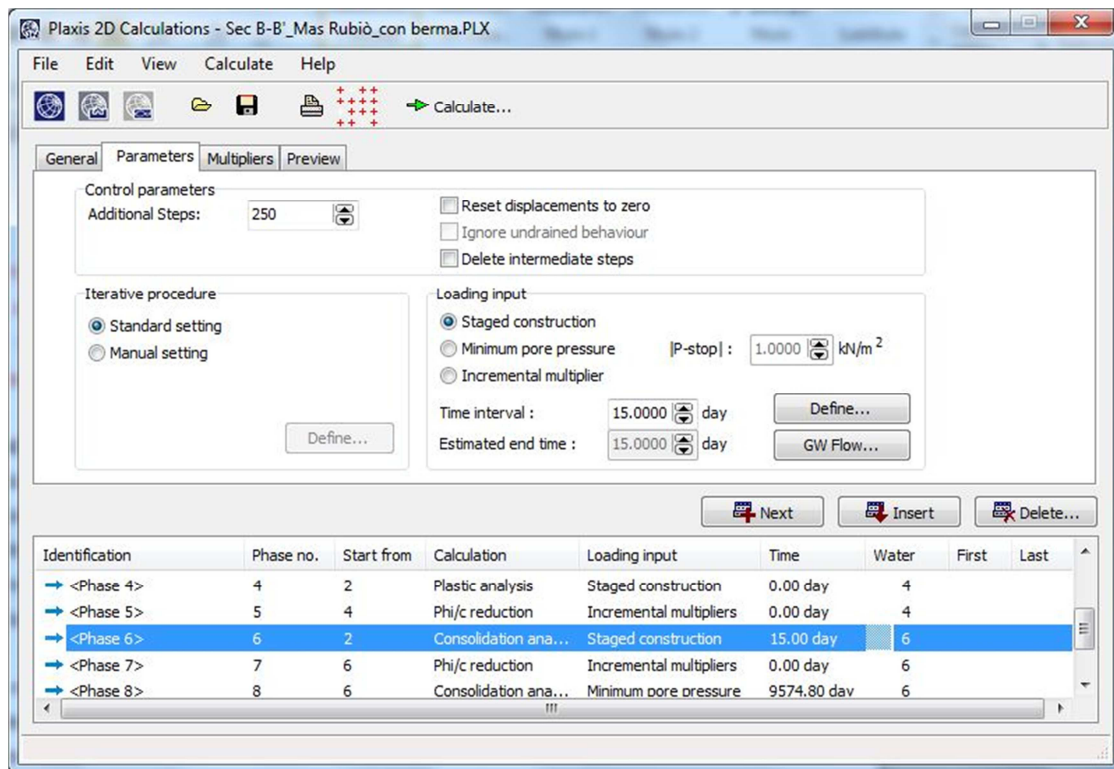 Plaxis 2D Calculations - Sec B-B'_Mas Rubiò_con berma.PLX
File Edit View Calculate Help
Calculate...
General Parameters Multipliers Preview
Control parameters
Additional Steps: 250
Reset displacements to zero
Ignore undrained behaviour
Delete intermediate steps
Iterative procedure
Standard setting
Manual setting
Define...
Loading input
Staged construction
Minimum pore pressure |P-stop| : 1.0000 kN/m²
Incremental multiplier
Time interval : 15.0000 day Define...
Estimated end time : 15.0000 day GW Flow...
Next Insert Delete...
Identification Phase no. Start from Calculation Loading input Time Water First Last
<Phase 4> 4 2 Plastic analysis Staged construction 0.00 day 4
<Phase 5> 5 4 Phi/c reduction Incremental multipliers 0.00 day 4
<Phase 6> 6 2 Consolidation ana... Staged construction 15.00 day 6
<Phase 7> 7 6 Phi/c reduction Incremental multipliers 0.00 day 6
<Phase 8> 8 6 Consolidation ana... Minimum pore pressure 9574.80 day 6